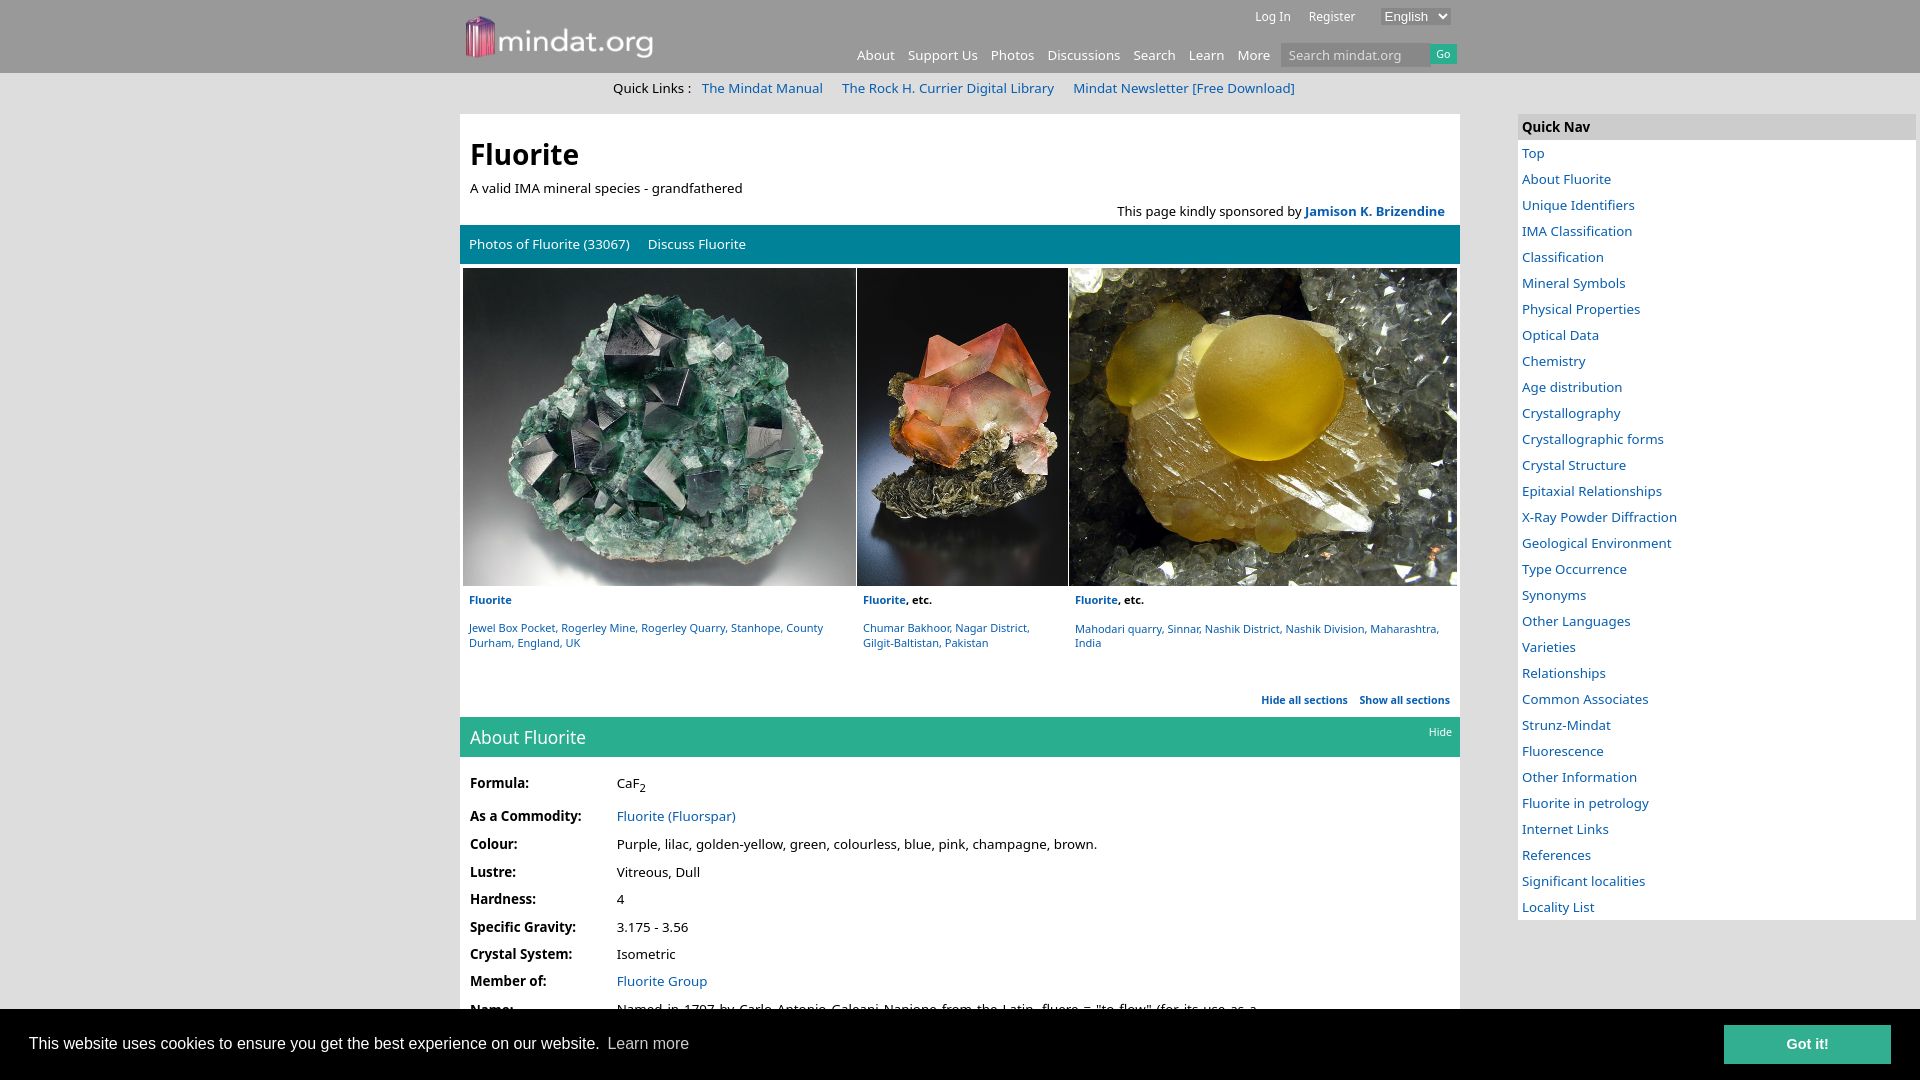 mindat.org
Log In Register English
About Support Us Photos Discussions Search Learn More Search mindat.org Go
Quick Links : The Mindat Manual The Rock H. Currier Digital Library Mindat Newsletter [Free Download]
Fluorite
A valid IMA mineral species - grandfathered
This page kindly sponsored by Jamison K. Brizendine
Photos of Fluorite (33067) Discuss Fluorite
Fluorite
Jewel Box Pocket, Rogerley Mine, Rogerley Quarry, Stanhope, County
Durham, England, UK
Fluorite, etc.
Chumar Bakhoor, Nagar District,
Gilgit-Baltistan, Pakistan
Fluorite, etc.
Mahodari quarry, Sinnar, Nashik District, Nashik Division, Maharashtra,
India
Hide all sections Show all sections
About Fluorite Hide
Formula: CaF2
As a Commodity: Fluorite (Fluorspar)
Colour: Purple, lilac, golden-yellow, green, colourless, blue, pink, champagne, brown.
Lustre: Vitreous, Dull
Hardness: 4
Specific Gravity: 3.175 - 3.56
Crystal System: Isometric
Member of: Fluorite Group
Name: Named in 1797 by Carlo Antonio Galeani Napione from the Latin, fluere = "to flow" (for its use as a
Quick Nav
Top
About Fluorite
Unique Identifiers
IMA Classification
Classification
Mineral Symbols
Physical Properties
Optical Data
Chemistry
Age distribution
Crystallography
Crystallographic forms
Crystal Structure
Epitaxial Relationships
X-Ray Powder Diffraction
Geological Environment
Type Occurrence
Synonyms
Other Languages
Varieties
Relationships
Common Associates
Strunz-Mindat
Fluorescence
Other Information
Fluorite in petrology
Internet Links
References
Significant localities
Locality List
This website uses cookies to ensure you get the best experience on our website. Learn more
Got it!